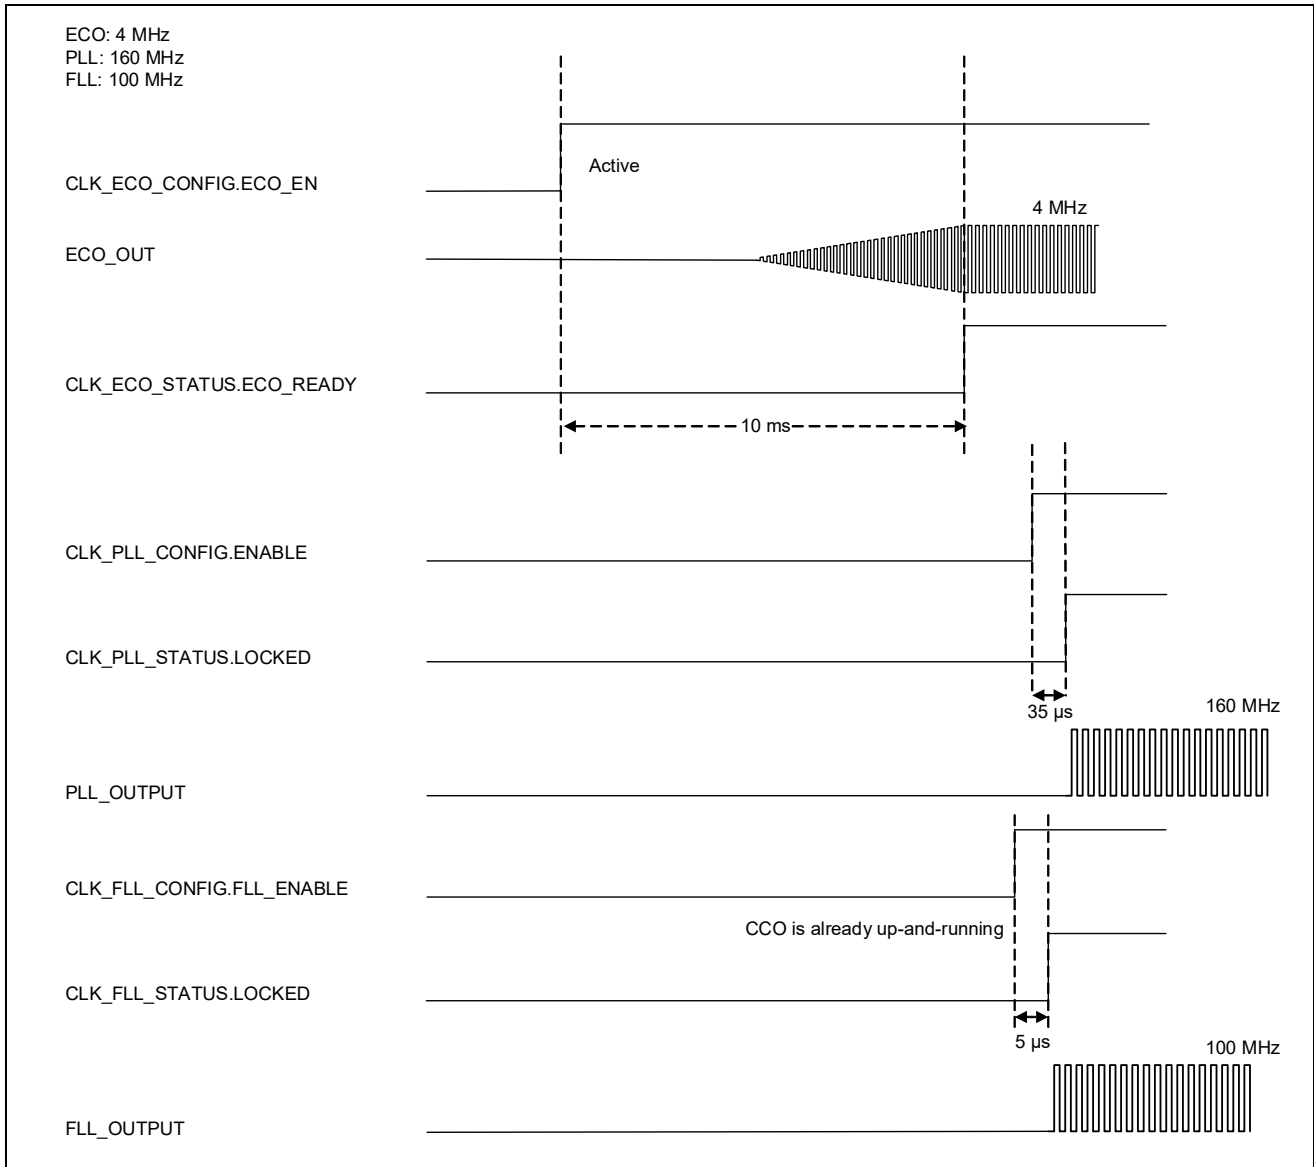 ECO: 4 MHz
PLL: 160 MHz
FLL: 100 MHz
Active
CLK_ECO_CONFIG.ECO_EN
4 MHz
ECO_OUT
CLK_ECO_STATUS.ECO_READY
10 ms
CLK_PLL_CONFIG.ENABLE
CLK_PLL_STATUS.LOCKED
35 µs
160 MHz
PLL_OUTPUT
CLK_FLL_CONFIG.FLL_ENABLE
CCO is already up-and-running
CLK_FLL_STATUS.LOCKED
5 µs
100 MHz
FLL_OUTPUT